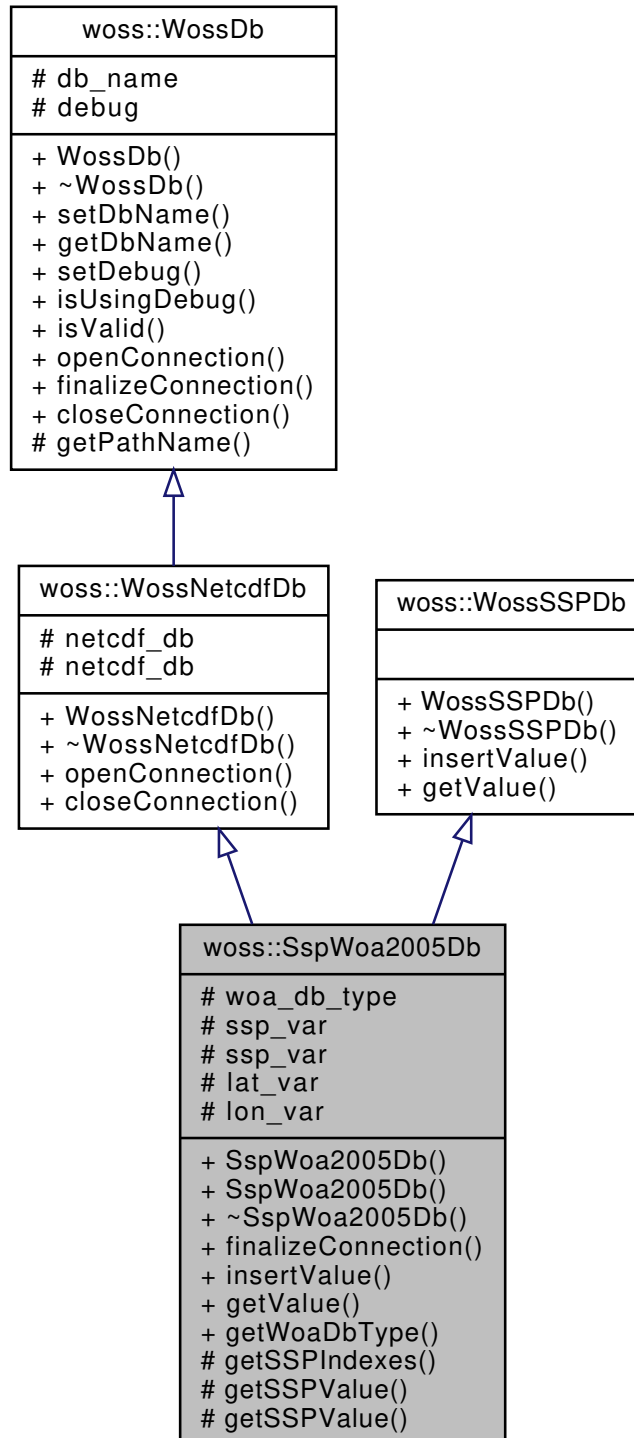 woss::WossDb
# db_name
# debug
+ WossDb()
+ ~WossDb()
+ setDbName()
+ getDbName()
+ setDebug()
+ isUsingDebug()
+ isValid()
+ openConnection()
+ finalizeConnection()
+ closeConnection()
# getPathName()
woss::WossNetcdfDb
# netcdf_db
# netcdf_db
+ WossNetcdfDb()
+ ~WossNetcdfDb()
+ openConnection()
+ closeConnection()
woss::WossSSPDb
+ WossSSPDb()
+ ~WossSSPDb()
+ insertValue()
+ getValue()
woss::SspWoa2005Db
# woa_db_type
# ssp_var
# ssp_var
# lat_var
# lon_var
+ SspWoa2005Db()
+ SspWoa2005Db()
+ ~SspWoa2005Db()
+ finalizeConnection()
+ insertValue()
+ getValue()
+ getWoaDbType()
# getSSPIndexes()
# getSSPValue()
# getSSPValue()